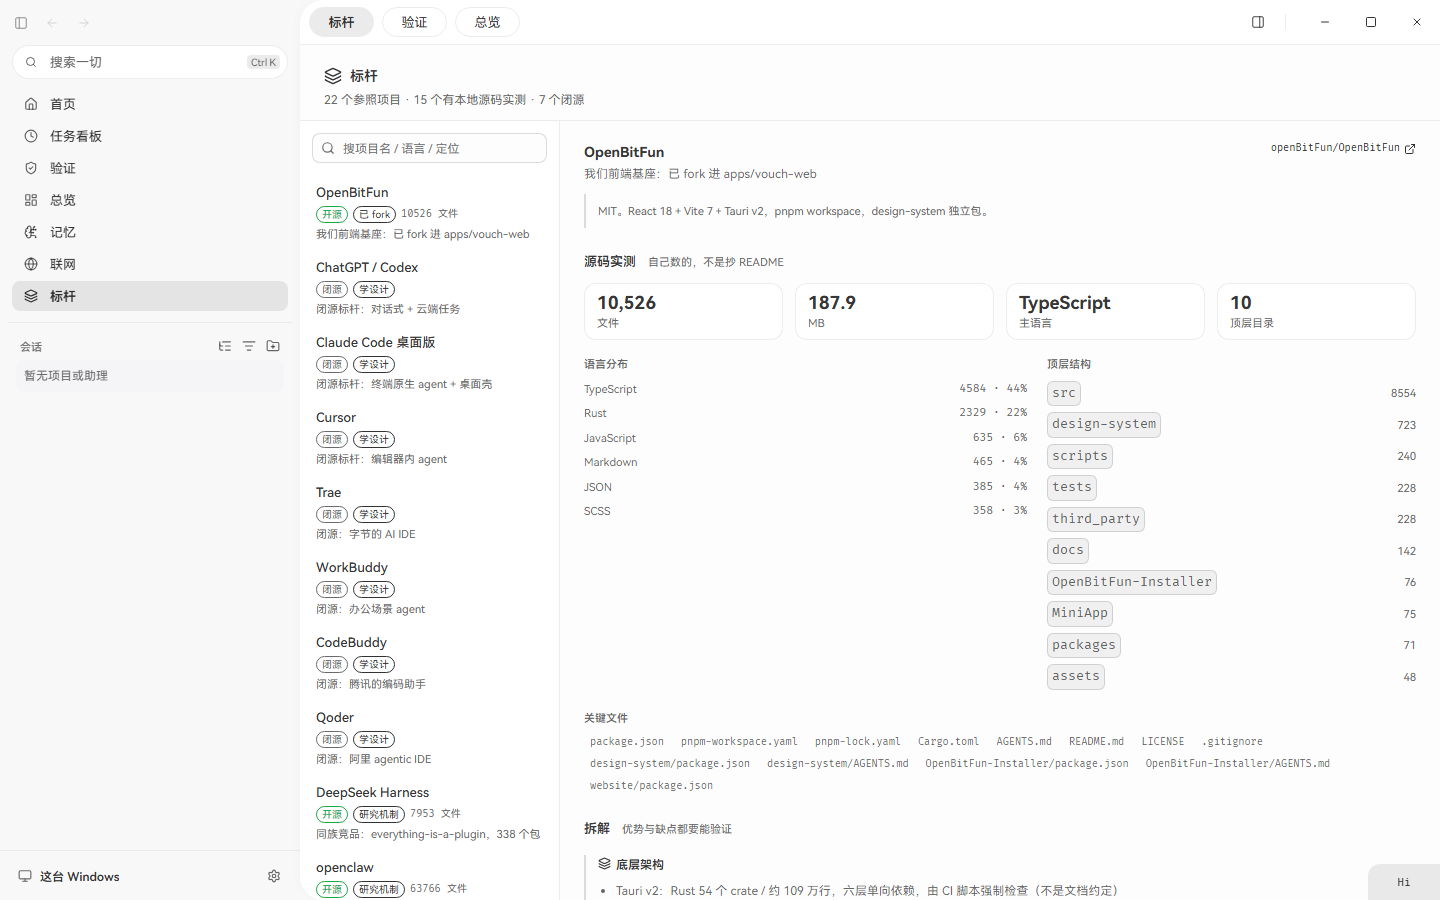 标杆
验证
总览
搜索一切
Ctrl K
首页
任务看板
验证
总览
记忆
联网
标杆
会话
暂无项目或助理
这台 Windows
标杆
22 个参照项目 · 15 个有本地源码实测 · 7 个闭源
搜项目名 / 语言 / 定位
OpenBitFun
开源 已 fork 10526 文件
我们前端基座：已 fork 进 apps/vouch-web
ChatGPT / Codex
闭源 学设计
闭源标杆：对话式 + 云端任务
Claude Code 桌面版
闭源 学设计
闭源标杆：终端原生 agent + 桌面壳
Cursor
闭源 学设计
闭源标杆：编辑器内 agent
Trae
闭源 学设计
闭源：字节的 AI IDE
WorkBuddy
闭源 学设计
闭源：办公场景 agent
CodeBuddy
闭源 学设计
闭源：腾讯的编码助手
Qoder
闭源 学设计
闭源：阿里 agentic IDE
DeepSeek Harness
开源 研究机制 7953 文件
同族竞品：everything-is-a-plugin，338 个包
openclaw
开源 研究机制 63766 文件
OpenBitFun
openBitFun/OpenBitFun
我们前端基座：已 fork 进 apps/vouch-web
MIT。React 18 + Vite 7 + Tauri v2，pnpm workspace，design-system 独立包。
源码实测 自己数的，不是抄 README
10,526
文件
187.9
MB
TypeScript
主语言
10
顶层目录
语言分布
TypeScript 4584 · 44%
Rust 2329 · 22%
JavaScript 635 · 6%
Markdown 465 · 4%
JSON 385 · 4%
SCSS 358 · 3%
顶层结构
src 8554
design-system 723
scripts 240
tests 228
third_party 228
docs 142
OpenBitFun-Installer 76
MiniApp 75
packages 71
assets 48
关键文件
package.json pnpm-workspace.yaml pnpm-lock.yaml Cargo.toml AGENTS.md README.md LICENSE .gitignore
design-system/package.json design-system/AGENTS.md OpenBitFun-Installer/package.json OpenBitFun-Installer/AGENTS.md
website/package.json
拆解 优势与缺点都要能验证
底层架构
• Tauri v2：Rust 54 个 crate / 约 109 万行，六层单向依赖，由 CI 脚本强制检查（不是文档约定）
Hi